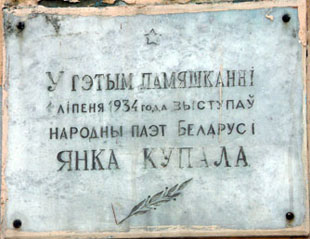 У ГЭТЫМ ПАМЯШКАННІ
ЛІПЕНЯ 1934 ГОДА ВЫСТУПАЎ
НАРОДНЫ ПАЭТ БЕЛАРУСІ
ЯНКА КУПАЛА